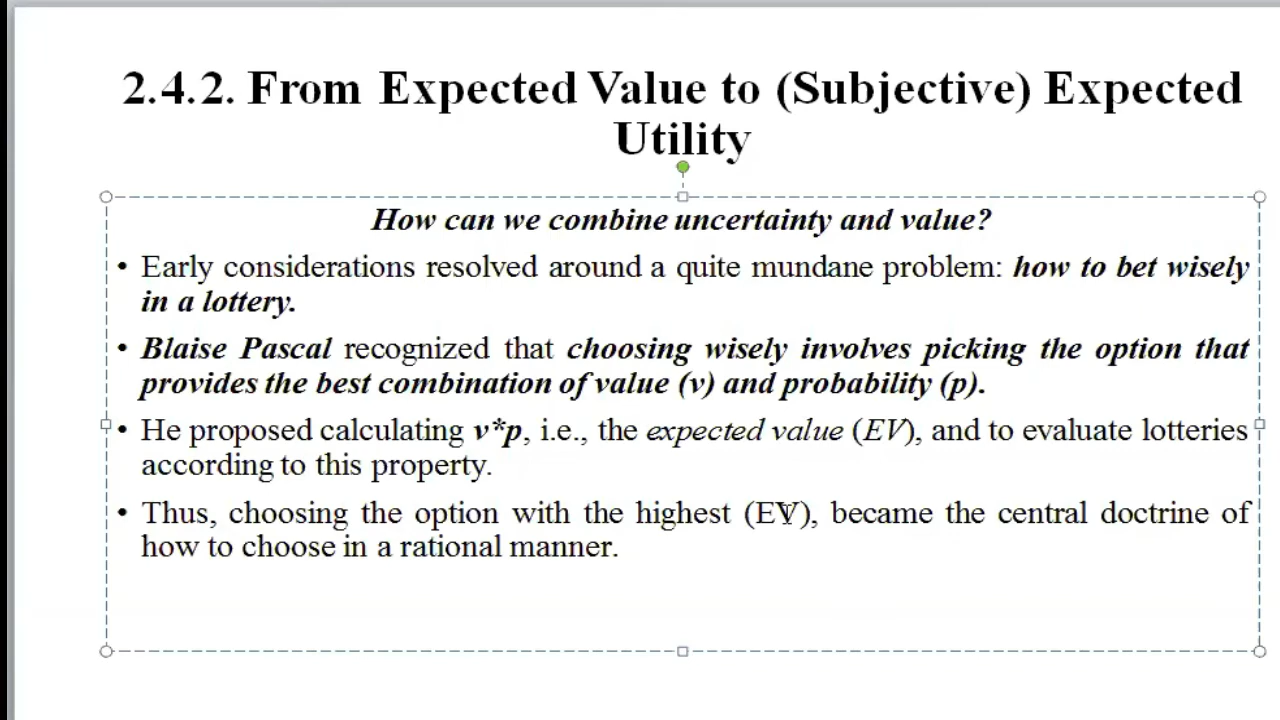 2.4.2. From Expected Value to (Subjective) Expected
Utility
How can we combine uncertainty and value?
• Early considerations resolved around a quite mundane problem: how to bet wisely
in a lottery.
• Blaise Pascal recognized that choosing wisely involves picking the option that
provides the best combination of value (v) and probability (p).
• He proposed calculating v*p, i.e., the expected value (EV), and to evaluate lotteries
according to this property.
• Thus, choosing the option with the highest (EV), became the central doctrine of
how to choose in a rational manner.